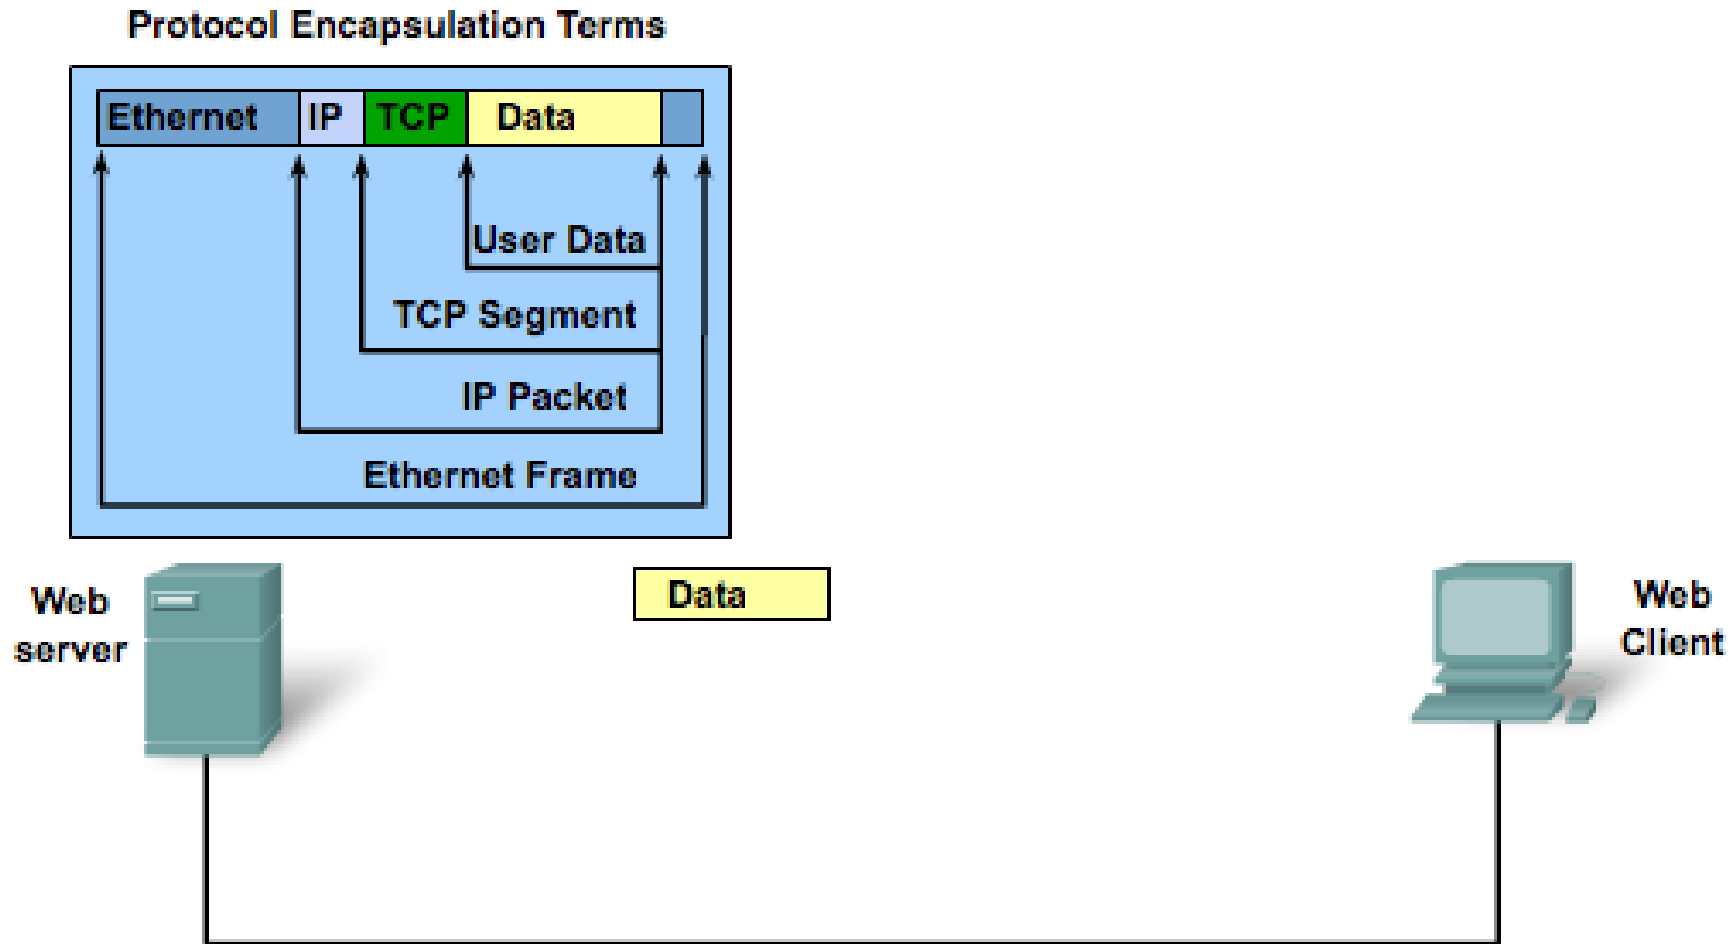 Protocol Encapsulation Terms
Ethernet IP TCP Data
User Data
TCP Segment
IP Packet
Ethernet Frame
Web
server
Data
Web
Client